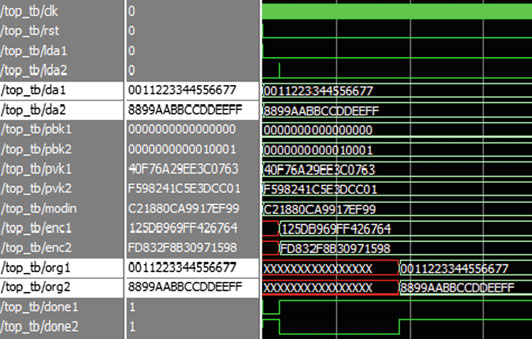 /top_tb/clk 0
/top_tb/rst 0
/top_tb/lda1 0
/top_tb/lda2 0
/top_tb/da1 0011223344556677 0011223344556677
/top_tb/da2 8899AABBCCDDEEFF 8899AABBCCDDEEFF
/top_tb/pbk1 0000000000000000 0000000000000000
/top_tb/pbk2 0000000000010001 0000000000010001
/top_tb/pvk1 40F76A29EE3C0763 40F76A29EE3C0763
/top_tb/pvk2 F598241C5E3DCC01 F598241C5E3DCC01
/top_tb/modin C21880CA9917EF99 C21880CA9917EF99
/top_tb/enc1 125DB969FF426764 125DB969FF426764
/top_tb/enc2 FD832F8B30971598 FD832F8B30971598
/top_tb/org1 0011223344556677 XXXXXXXXXXXXXXXX 0011223344556677
/top_tb/org2 8899AABBCCDDEEFF XXXXXXXXXXXXXXXX 8899AABBCCDDEEFF
/top_tb/done1 1
/top_tb/done2 1